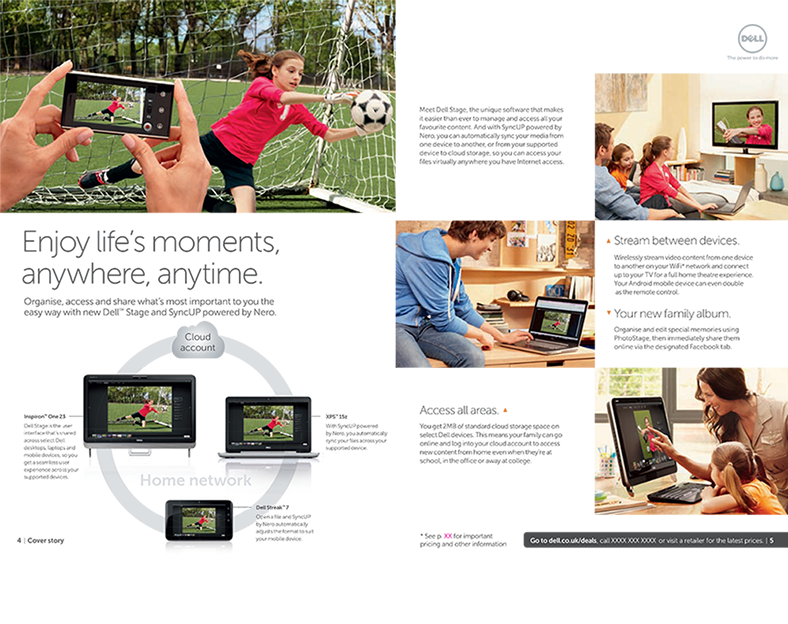 Enjoy life's moments,
anywhere, anytime.
Organise, access and share what's most important to you the
easy way with new Dell™ Stage and SyncUP powered by Nero.
Cloud
account
Inspiron™ One 23
Dell Stage is the user
interface that's shared
across select Dell
desktops, laptops and
mobile devices, so you
get a seamless user
experience across your
supported devices.
XPS™ 15z
With SyncUP powered
by Nero, you automatically
sync your files across your
supported device.
Home network
Dell Streak™ 7
Open a file and SyncUP
by Nero automatically
adjusts the format to suit
your mobile device.
4 | Cover story
DELL
The power to do more
Meet Dell Stage, the unique software that makes
it easier than ever to manage and access all your
favourite content. And with SyncUP powered by
Nero, you can automatically sync your media from
one device to another, or from your supported
device to cloud storage, so you can access your
files virtually anywhere you have Internet access.
Stream between devices.
Wirelessly stream video content from one device
to another on your WiFi* network and connect
up to your TV for a full home theatre experience.
Your Android mobile device can even double
as the remote control.
Your new family album.
Organise and edit special memories using
PhotoStage, then immediately share them
online via the designated Facebook tab.
Access all areas.
You get 2MB of standard cloud storage space on
select Dell devices. This means your family can go
online and log into your cloud account to access
new content from home even when they're at
school, in the office or away at college.
* See p. XX for important
pricing and other information
Go to dell.co.uk/deals, call XXXX XXX XXXX or visit a retailer for the latest prices. | 5